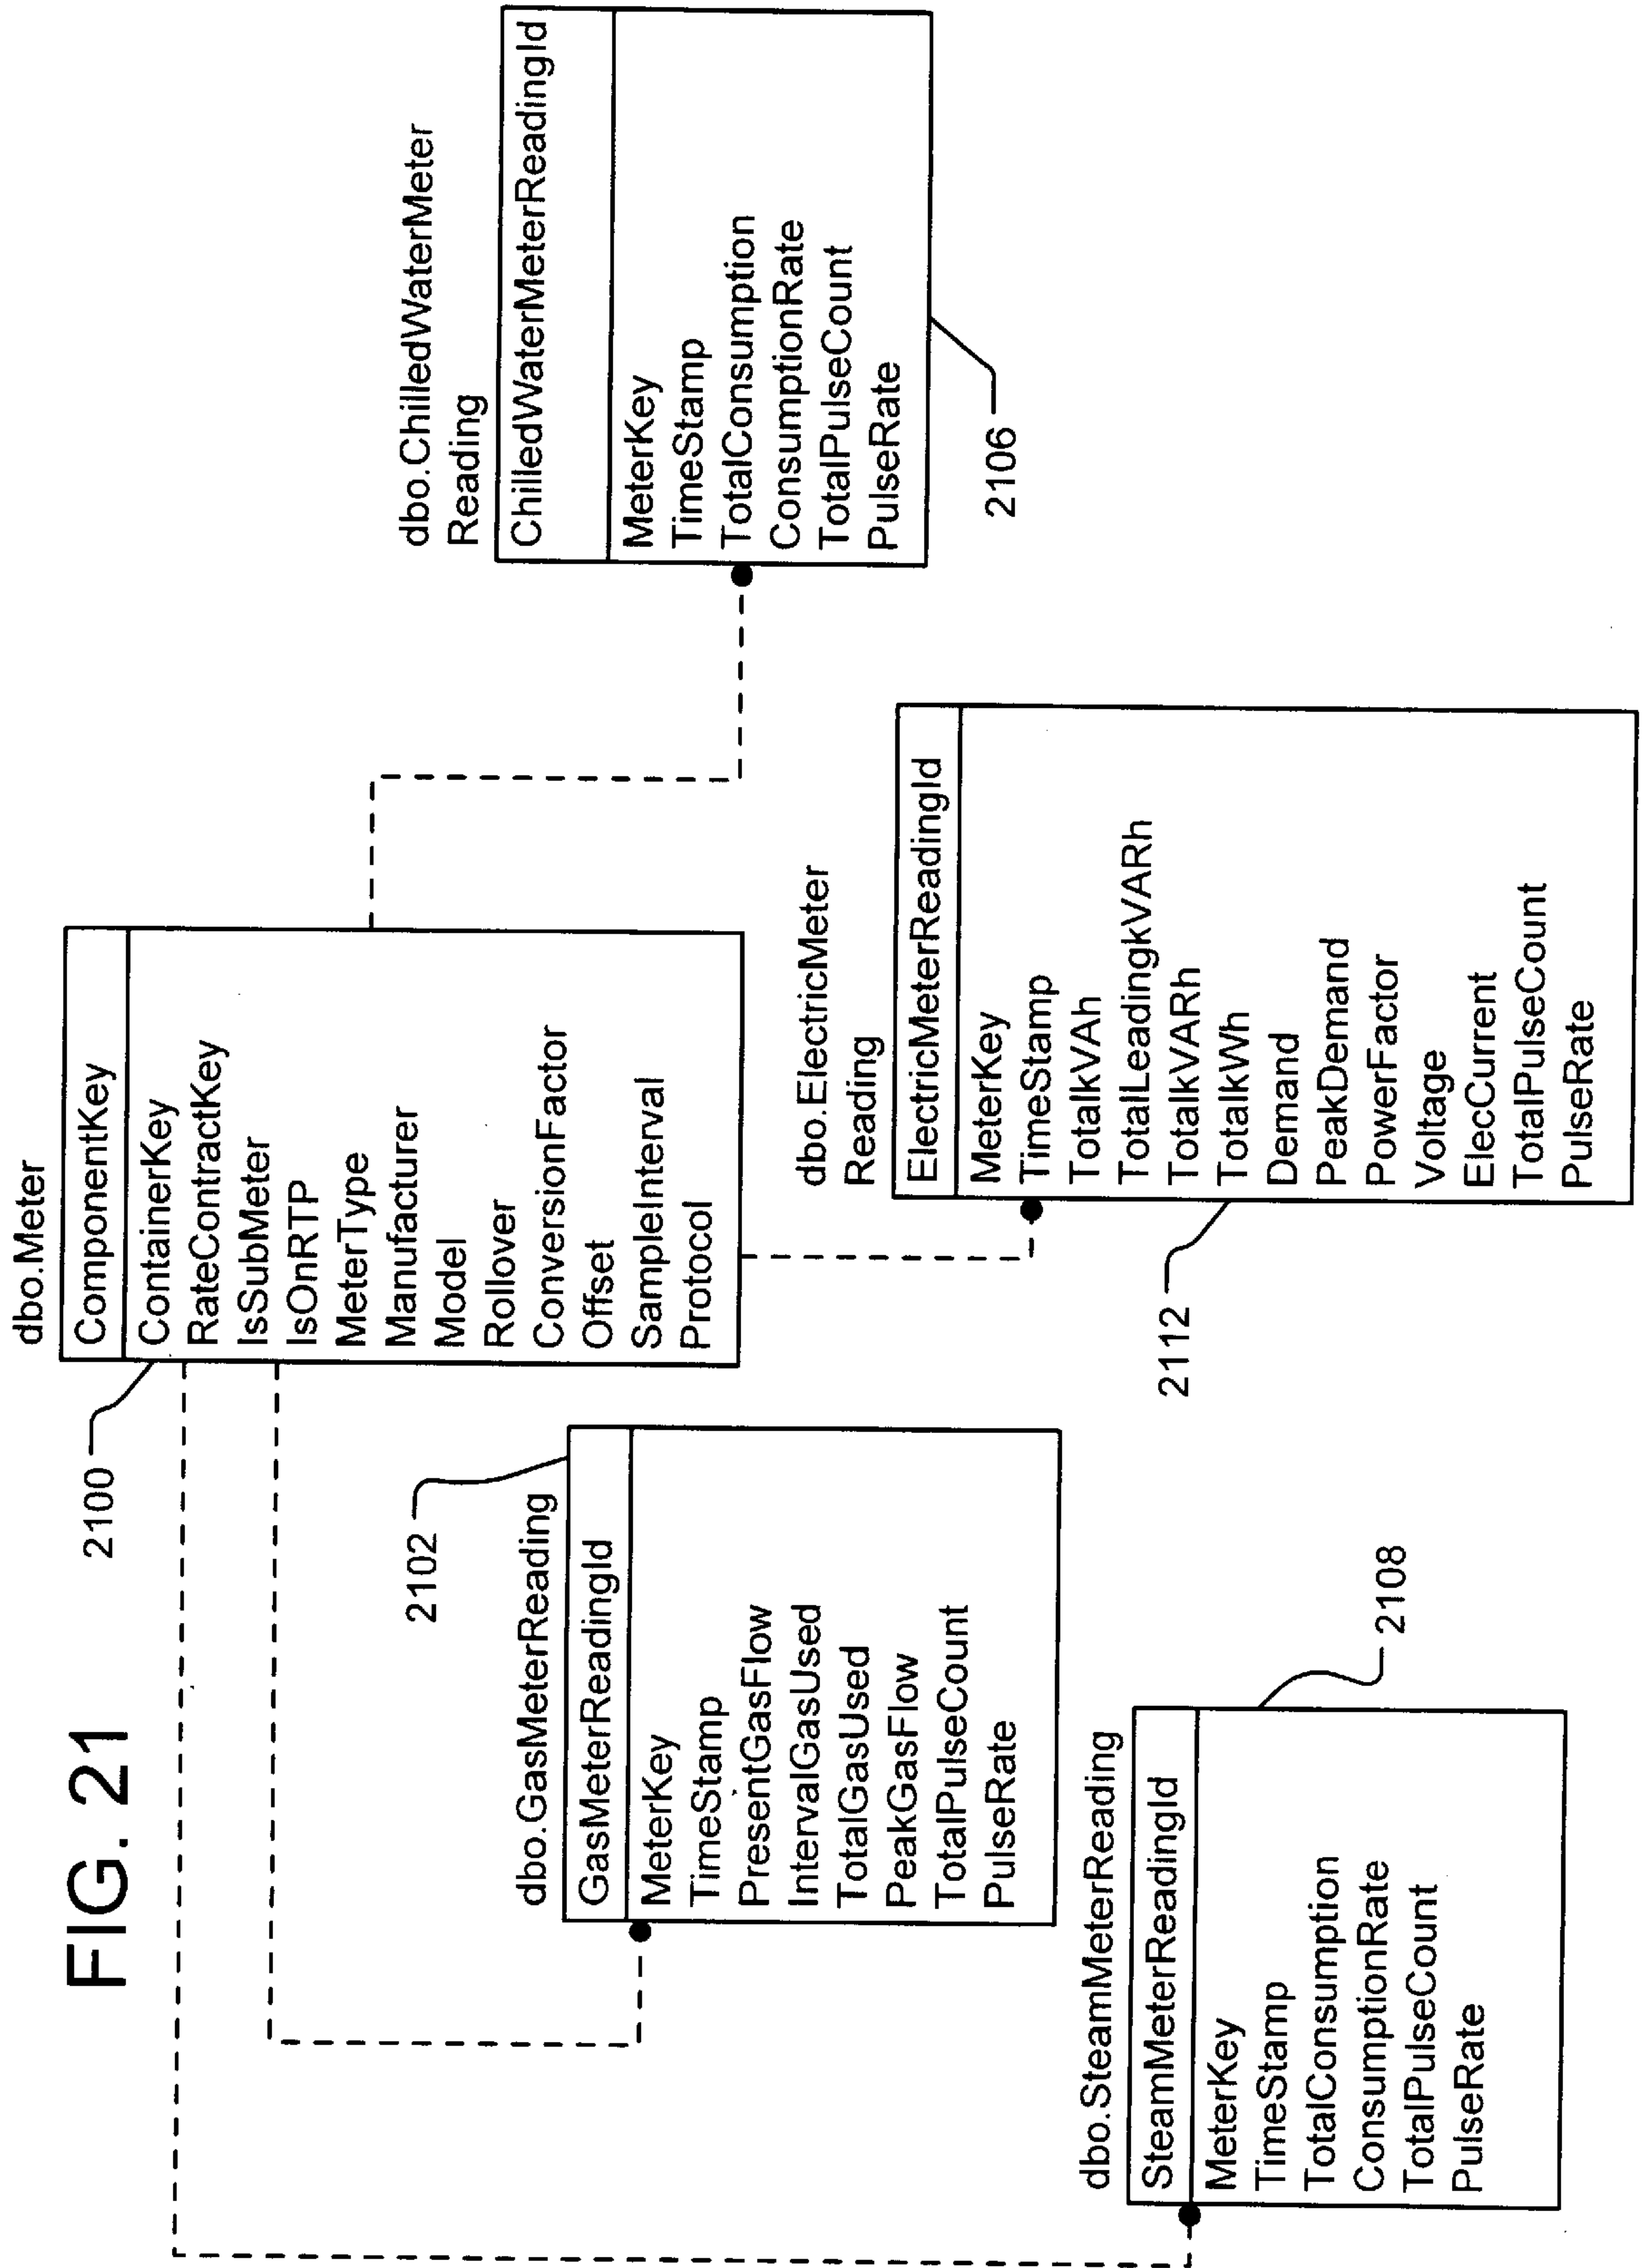 FIG. 21
dbo.Meter
2100
ComponentKey
ContainerKey
RateContractKey
IsSubMeter
IsOnRTP
MeterType
Manufacturer
Model
Rollover
ConversionFactor
Offset
SampleInterval
Protocol
2102
dbo.GasMeterReading
GasMeterReadingId
MeterKey
TimeStamp
PresentGasFlow
IntervalGasUsed
TotalGasUsed
PeakGasFlow
TotalPulseCount
PulseRate
dbo.ChilledWaterMeter
Reading
ChilledWaterMeterReadingId
MeterKey
TimeStamp
TotalConsumption
ConsumptionRate
TotalPulseCount
PulseRate
2106
dbo.ElectricMeter
Reading
ElectricMeterReadingId
MeterKey
TimeStamp
TotalkVAh
TotalLeadingkVARh
TotalkVARh
TotalkWh
Demand
PeakDemand
PowerFactor
Voltage
ElecCurrent
TotalPulseCount
PulseRate
2112
dbo.SteamMeterReading
SteamMeterReadingId
MeterKey
TimeStamp
TotalConsumption
ConsumptionRate
TotalPulseCount
PulseRate
2108